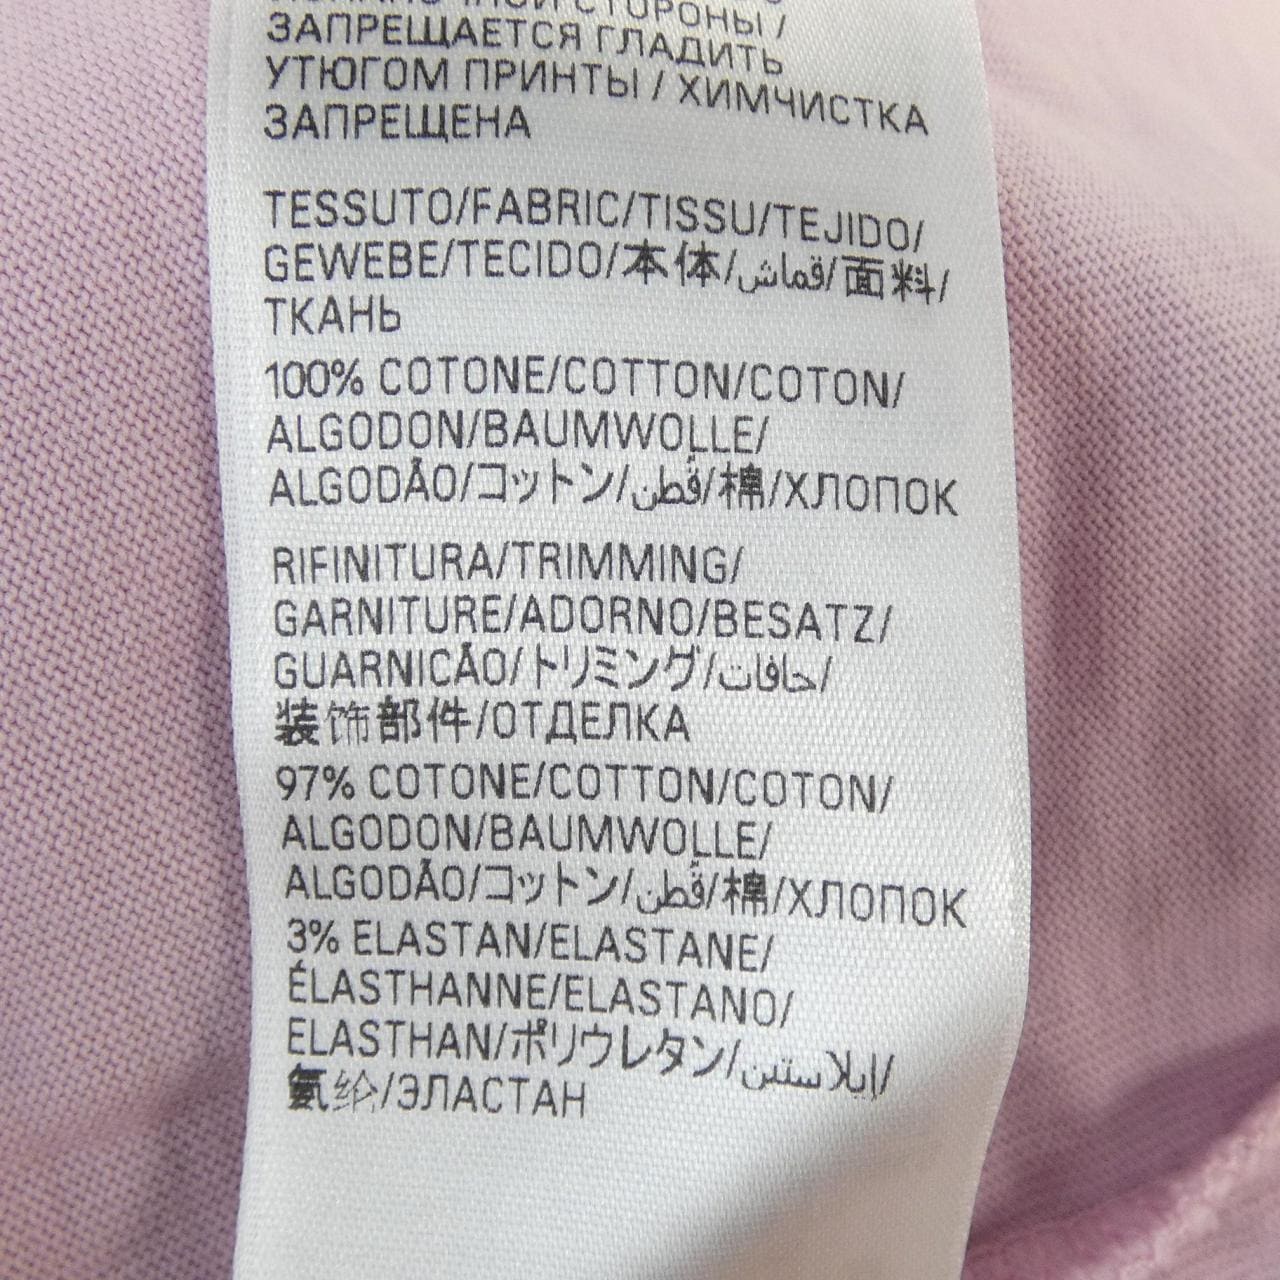 СТОРОНЫ /
ЗАПРЕЩАЕТСЯ ГЛАДИТЬ
УТЮГОМ ПРИНТЫ / ХИМЧИСТКА
ЗАПРЕЩЕНА
TESSUTO/FABRIC/TISSU/TEJIDO/
GEWEBE/TECIDO/本体/قماش/面料/
ТКАНЬ
100% COTONE/COTTON/COTON/
ALGODON/BAUMWOLLE/
ALGODÃO/コットン/قطن/棉/ХЛОПОК
RIFINITURA/TRIMMING/
GARNITURE/ADORNO/BESATZ/
GUARNICÃO/トリミング/حافات/
装饰部件/ОТДЕЛКА
97% COTONE/COTTON/COTON/
ALGODON/BAUMWOLLE/
ALGODÃO/コットン/قطن/棉/ХЛОПОК
3% ELASTAN/ELASTANE/
ÉLASTHANNE/ELASTANO/
ELASTHAN/ポリウレタン/إيلاستين/
氨纶/ЭЛАСТАН